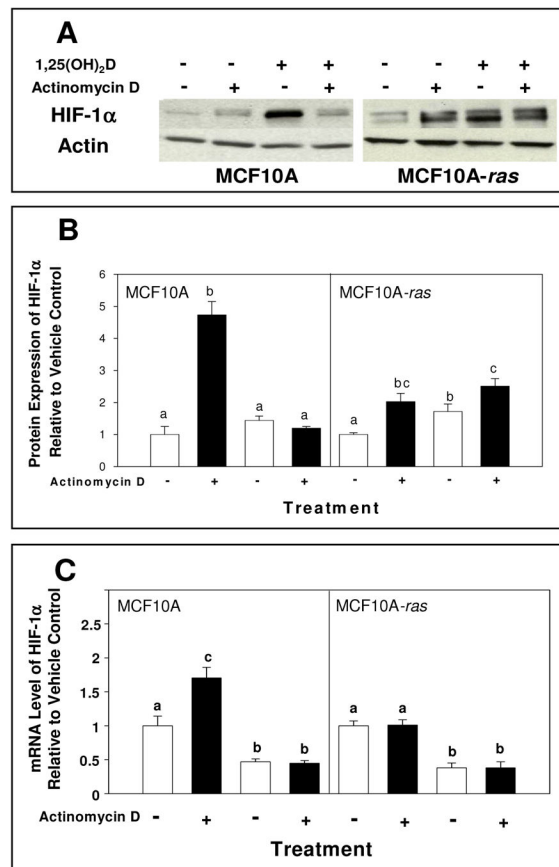 A
1,25(OH)₂D - - + +
Actinomycin D - + - +
- - + +
- + - +
HIF-1α
Actin
MCF10A
MCF10A-ras
B
Protein Expression of HIF-1α
Relative to Vehicle Control
6
5
4
3
2
1
0
MCF10A
MCF10A-ras
a
b
a
a
a
bc
b
c
Actinomycin D - + - + - + - +
Treatment
C
mRNA Level of HIF-1α
Relative to Vehicle Control
2.5
2
1.5
1
0.5
0
MCF10A
MCF10A-ras
a
c
b
b
a
a
b
b
Actinomycin D - + - + - + - +
Treatment